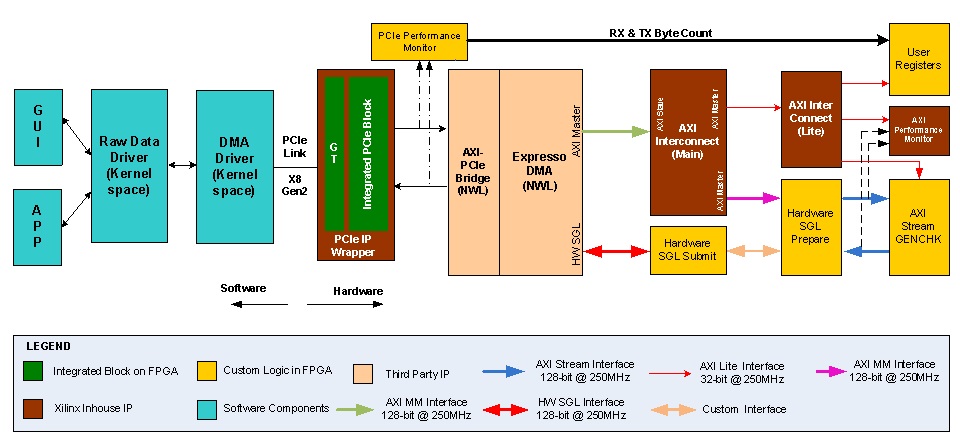 PCIe Performance
Monitor
RX & TX Byte Count
User
Registers
GUI
APP
Raw Data
Driver
(Kernel
space)
DMA
Driver
(Kernel
space)
PCIe
Link
X8
Gen2
GT
Integrated PCIe Block
PCIe IP
Wrapper
AXI-
PCIe
Bridge
(NWL)
Expresso
DMA
(NWL)
AXI Master
HW SGL
AXI Slave
AXI Master
AXI
Interconnect
(Main)
AXI Master
AXI Inter
Connect
(Lite)
AXI
Performance
Monitor
Hardware
SGL Submit
Hardware
SGL
Prepare
AXI
Stream
GENCHK
Software
Hardware
LEGEND
Integrated Block on FPGA
Custom Logic in FPGA
Third Party IP
AXI Stream Interface
128-bit @ 250MHz
AXI Lite Interface
32-bit @ 250MHz
AXI MM Interface
128-bit @ 250MHz
Xilinx Inhouse IP
Software Components
AXI MM Interface
128-bit @ 250MHz
HW SGL Interface
128-bit @ 250MHz
Custom Interface